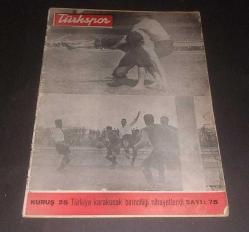 Türkspor
KURUŞ 25 Türkiye karakucak birinciliği nihayetlendi SAYI: 75